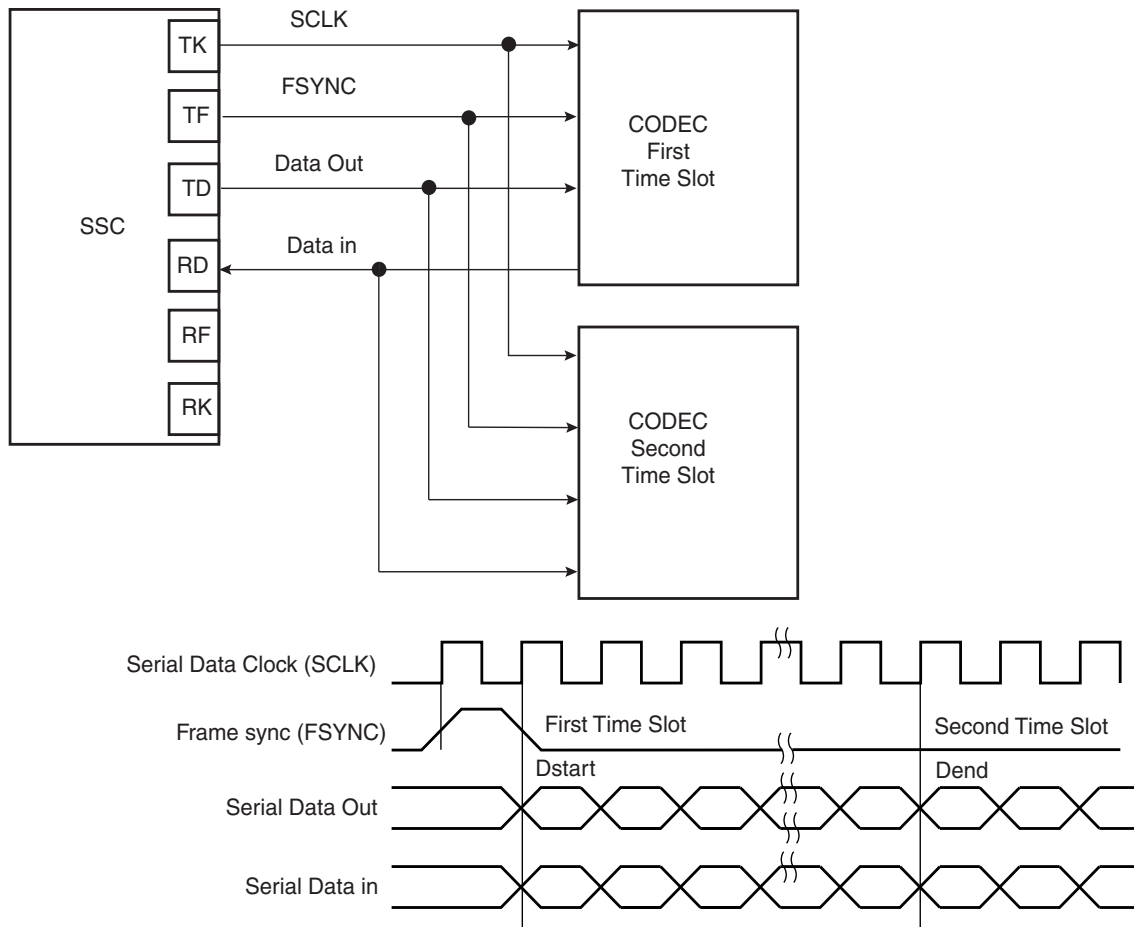 SSC
TK
TF
TD
RD
RF
RK
SCLK
FSYNC
Data Out
Data in
CODEC
First
Time Slot
CODEC
Second
Time Slot
Serial Data Clock (SCLK)
Frame sync (FSYNC)
First Time Slot
Second Time Slot
Dstart
Dend
Serial Data Out
Serial Data in